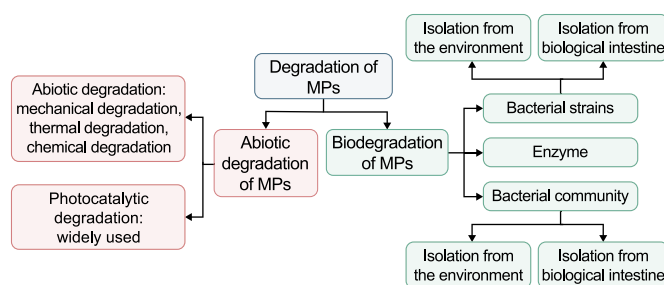 Isolation from
the environment
Isolation from
biological intestine
Degradation of
MPs
Abiotic degradation:
mechanical degradation,
thermal degradation,
chemical degradation
Bacterial strains
Abiotic
degradation
of MPs
Biodegradation
of MPs
Enzyme
Photocatalytic
degradation:
widely used
Bacterial community
Isolation from
the environment
Isolation from
biological intestine